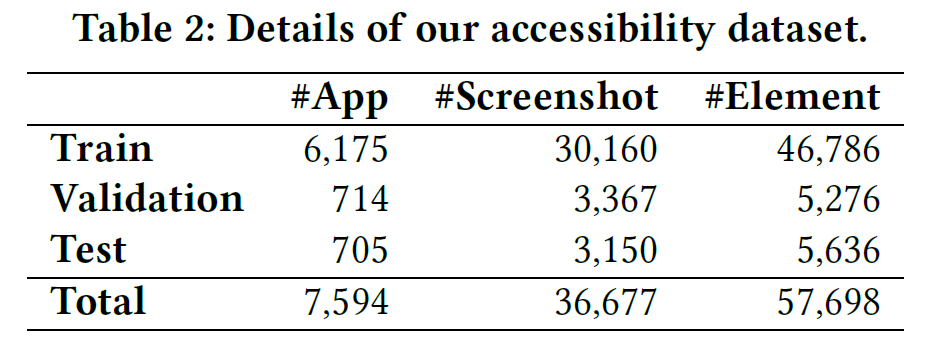 Table 2: Details of our accessibility dataset.
#App #Screenshot #Element
Train 6,175 30,160 46,786
Validation 714 3,367 5,276
Test 705 3,150 5,636
Total 7,594 36,677 57,698